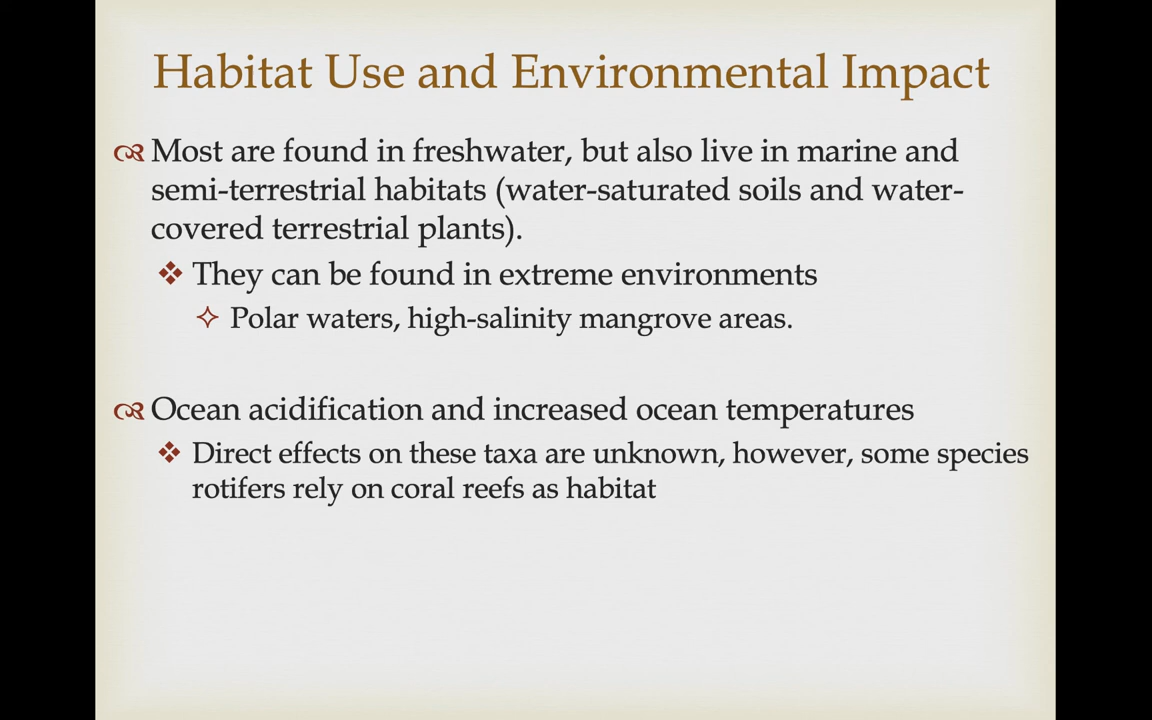 Habitat Use and Environmental Impact
Most are found in freshwater, but also live in marine and
semi-terrestrial habitats (water-saturated soils and water-
covered terrestrial plants).
They can be found in extreme environments
Polar waters, high-salinity mangrove areas.
Ocean acidification and increased ocean temperatures
Direct effects on these taxa are unknown, however, some species
rotifers rely on coral reefs as habitat